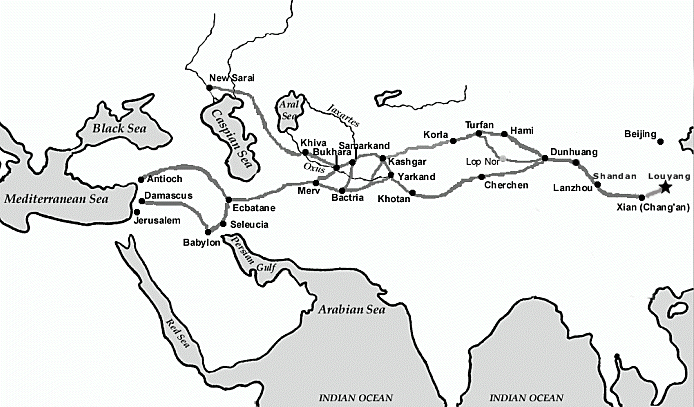 New Sarai
Aral
Sea
Jaxartes
Black Sea
Caspian Sea
Turfan
Hami
Korla
Beijing
Khiva
Bukhara
Samarkand
Oxus
Kashgar
Lop Nor
Dunhuang
Antioch
Yarkand
Shandan
Louyang
Mediterranean Sea
Damascus
Merv
Bactria
Khotan
Cherchen
Lanzhou
Ecbatane
Xian (Chang'an)
Jerusalem
Seleucia
Babylon
Persian
Gulf
Red Sea
Arabian Sea
INDIAN OCEAN
INDIAN OCEAN